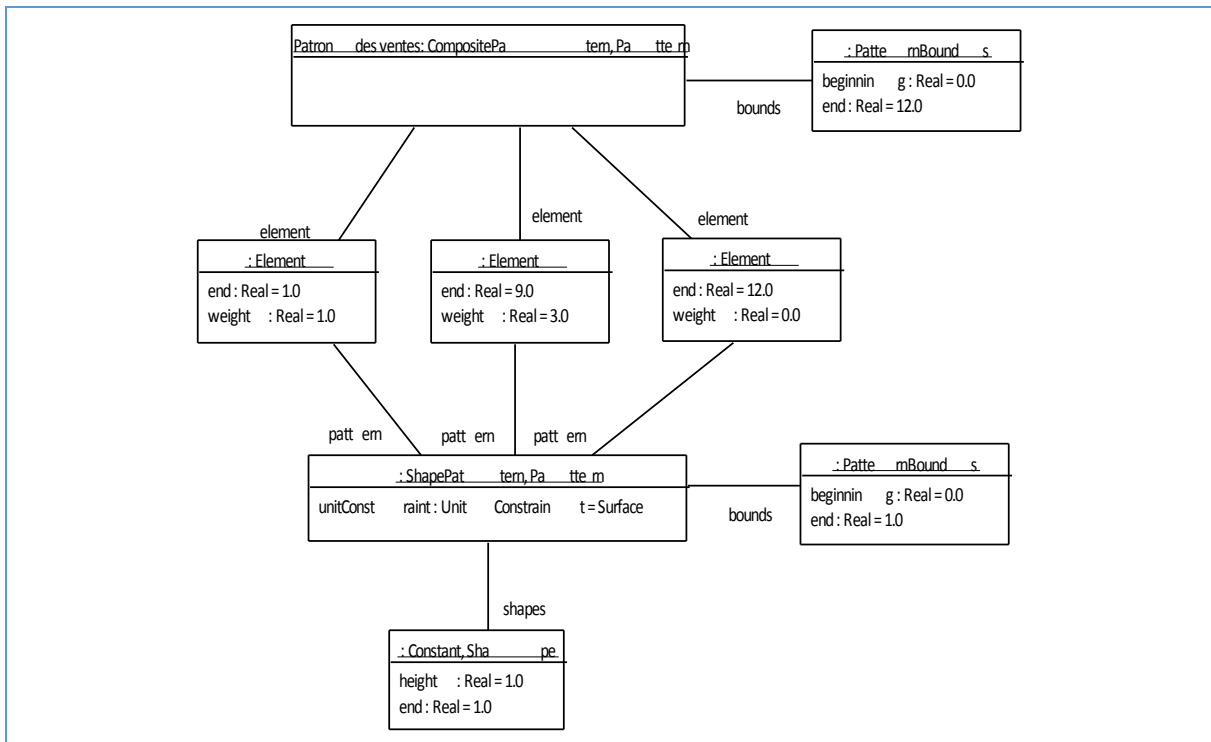 Patron des ventes: CompositePa tern, Pa tte rn
: Patte rnBound s
beginnin g : Real = 0.0
end : Real = 12.0
bounds
element
element
element
: Element
end : Real = 1.0
weight : Real = 1.0
: Element
end : Real = 9.0
weight : Real = 3.0
: Element
end : Real = 12.0
weight : Real = 0.0
patt ern
patt ern
patt ern
: ShapePat tern, Pa tte rn
unitConst raint : Unit Constrain t = Surface
: Patte rnBound s
beginnin g : Real = 0.0
end : Real = 1.0
bounds
shapes
: Constant, Sha pe
height : Real = 1.0
end : Real = 1.0